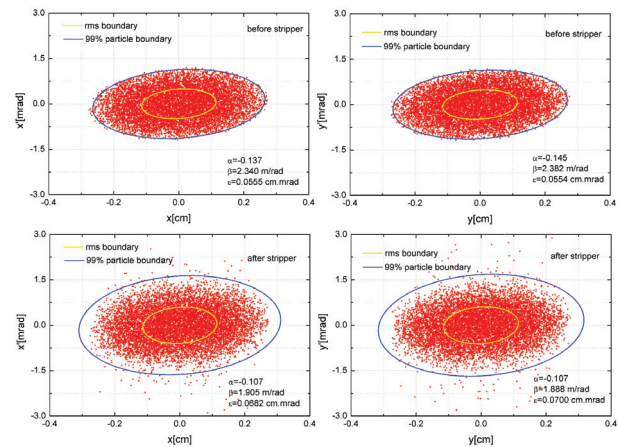 rms boundary
99% particle boundary
before stripper
x'[mrad]
3.0
1.5
0.0
-1.5
-3.0
α=-0.137
β=2.340 m/rad
ε=0.0555 cm.mrad
-0.4 -0.2 0.0 0.2 0.4
x[cm]
rms boundary
99% particle boundary
before stripper
y'[mrad]
3.0
1.5
0.0
-1.5
-3.0
α=-0.145
β=2.382 m/rad
ε=0.0554 cm.mrad
-0.4 -0.2 0.0 0.2 0.4
y[cm]
rms boundary
99% particle boundary
after stripper
x'[mrad]
3.0
1.5
0.0
-1.5
-3.0
α=-0.107
β=1.905 m/rad
ε=0.0682 cm.mrad
-0.4 -0.2 0.0 0.2 0.4
x[cm]
rms boundary
99% particle boundary
after stripper
y'[mrad]
3.0
1.5
0.0
-1.5
-3.0
α=-0.107
β=1.888 m/rad
ε=0.0700 cm.mrad
-0.4 -0.2 0.0 0.2 0.4
y[cm]